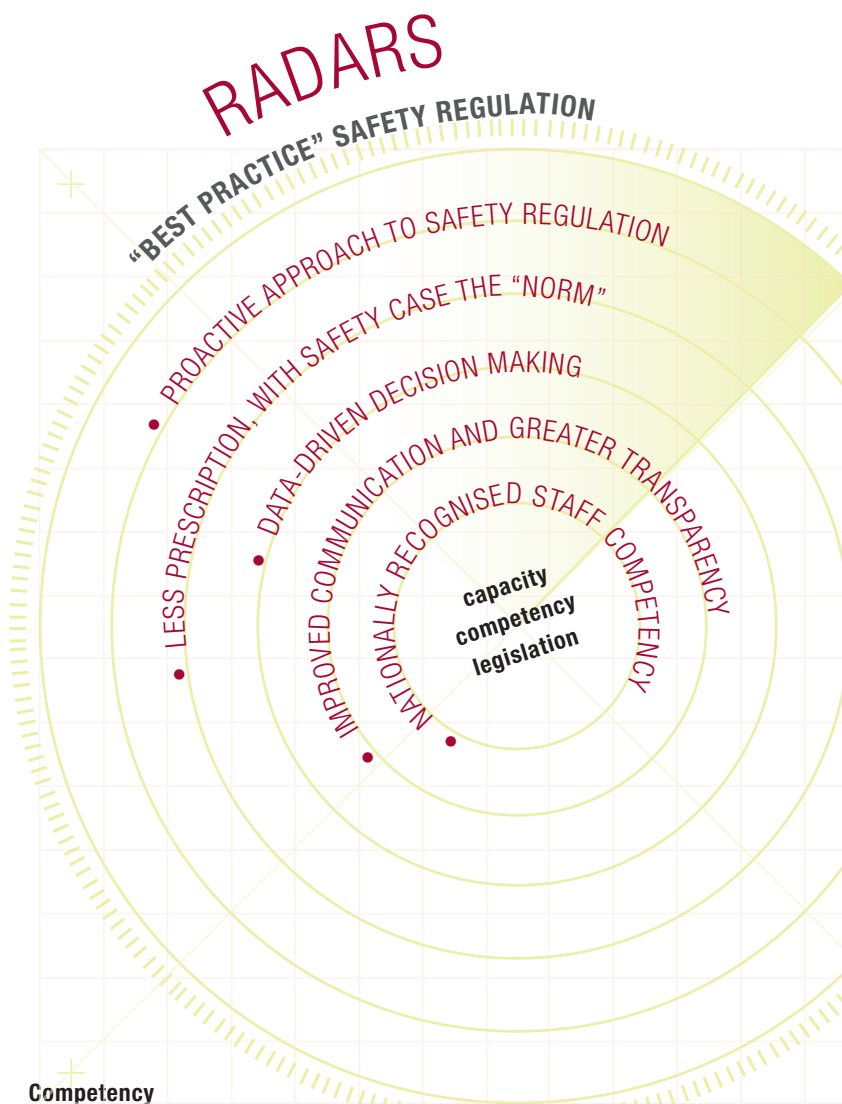 RADARS
“BEST PRACTICE” SAFETY REGULATION
PROACTIVE APPROACH TO SAFETY REGULATION
LESS PRESCRIPTION, WITH SAFETY CASE THE “NORM”
DATA-DRIVEN DECISION MAKING
IMPROVED COMMUNICATION AND GREATER TRANSPARENCY
NATIONALLY RECOGNISED STAFF COMPETENCY
capacity
competency
legislation
Competency